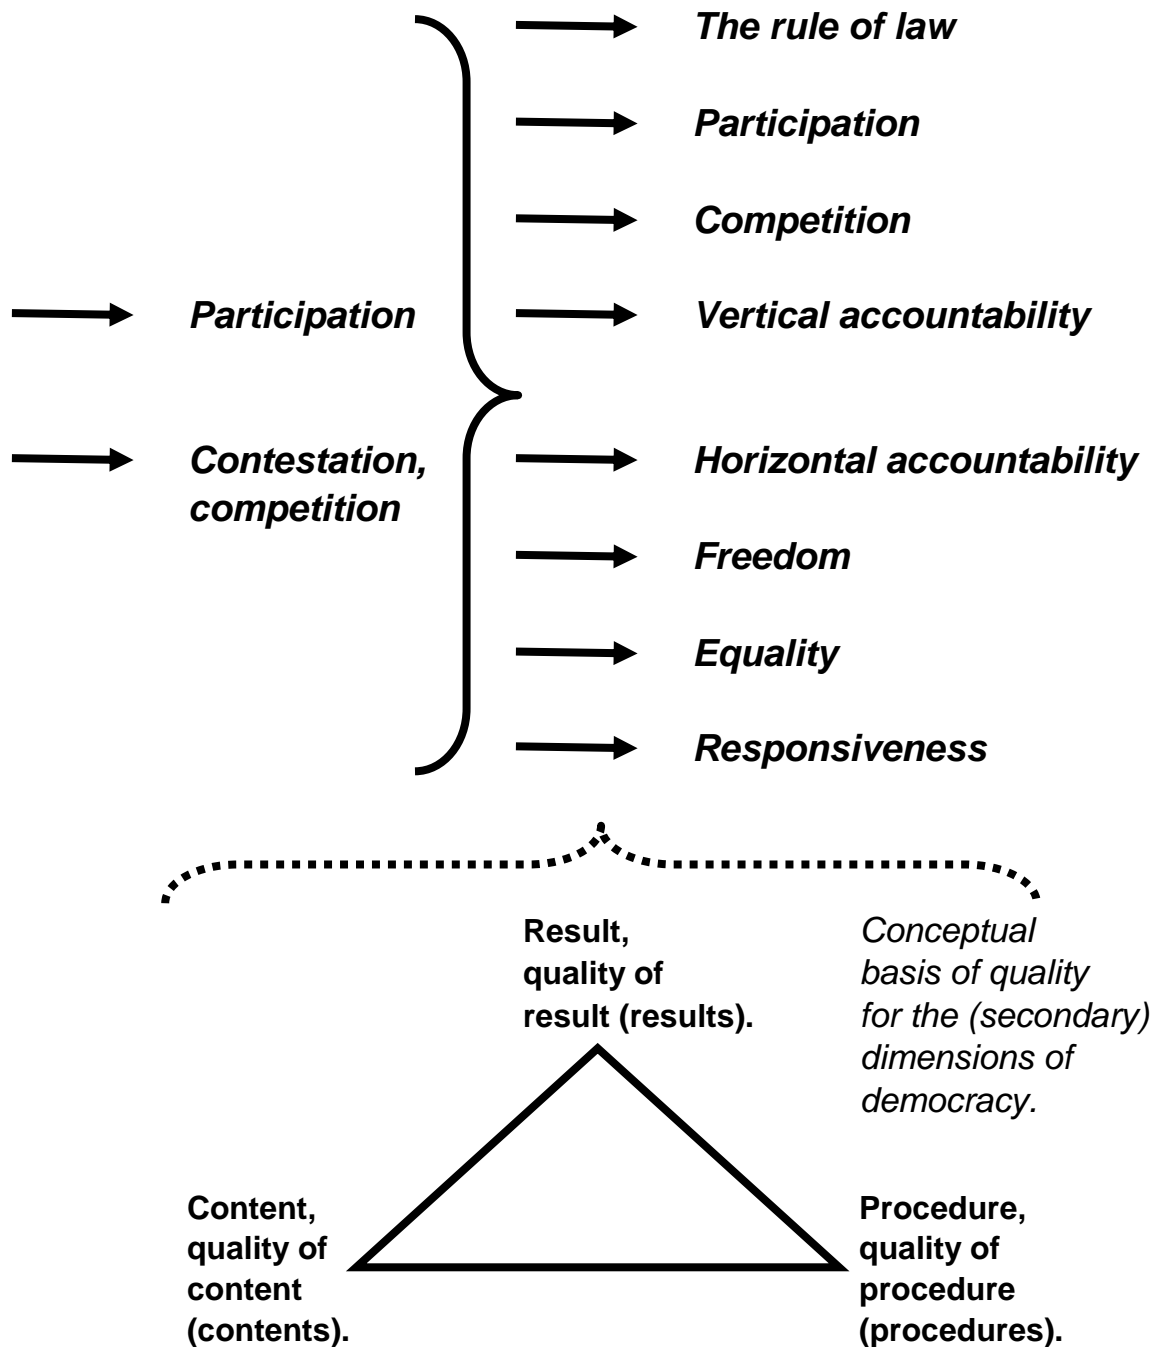 The rule of law
Participation
Competition
Participation
Vertical accountability
Contestation,
competition
Horizontal accountability
Freedom
Equality
Responsiveness
Result,
quality of
result (results).
Conceptual
basis of quality
for the (secondary)
dimensions of
democracy.
Content,
quality of
content
(contents).
Procedure,
quality of
procedure
(procedures).